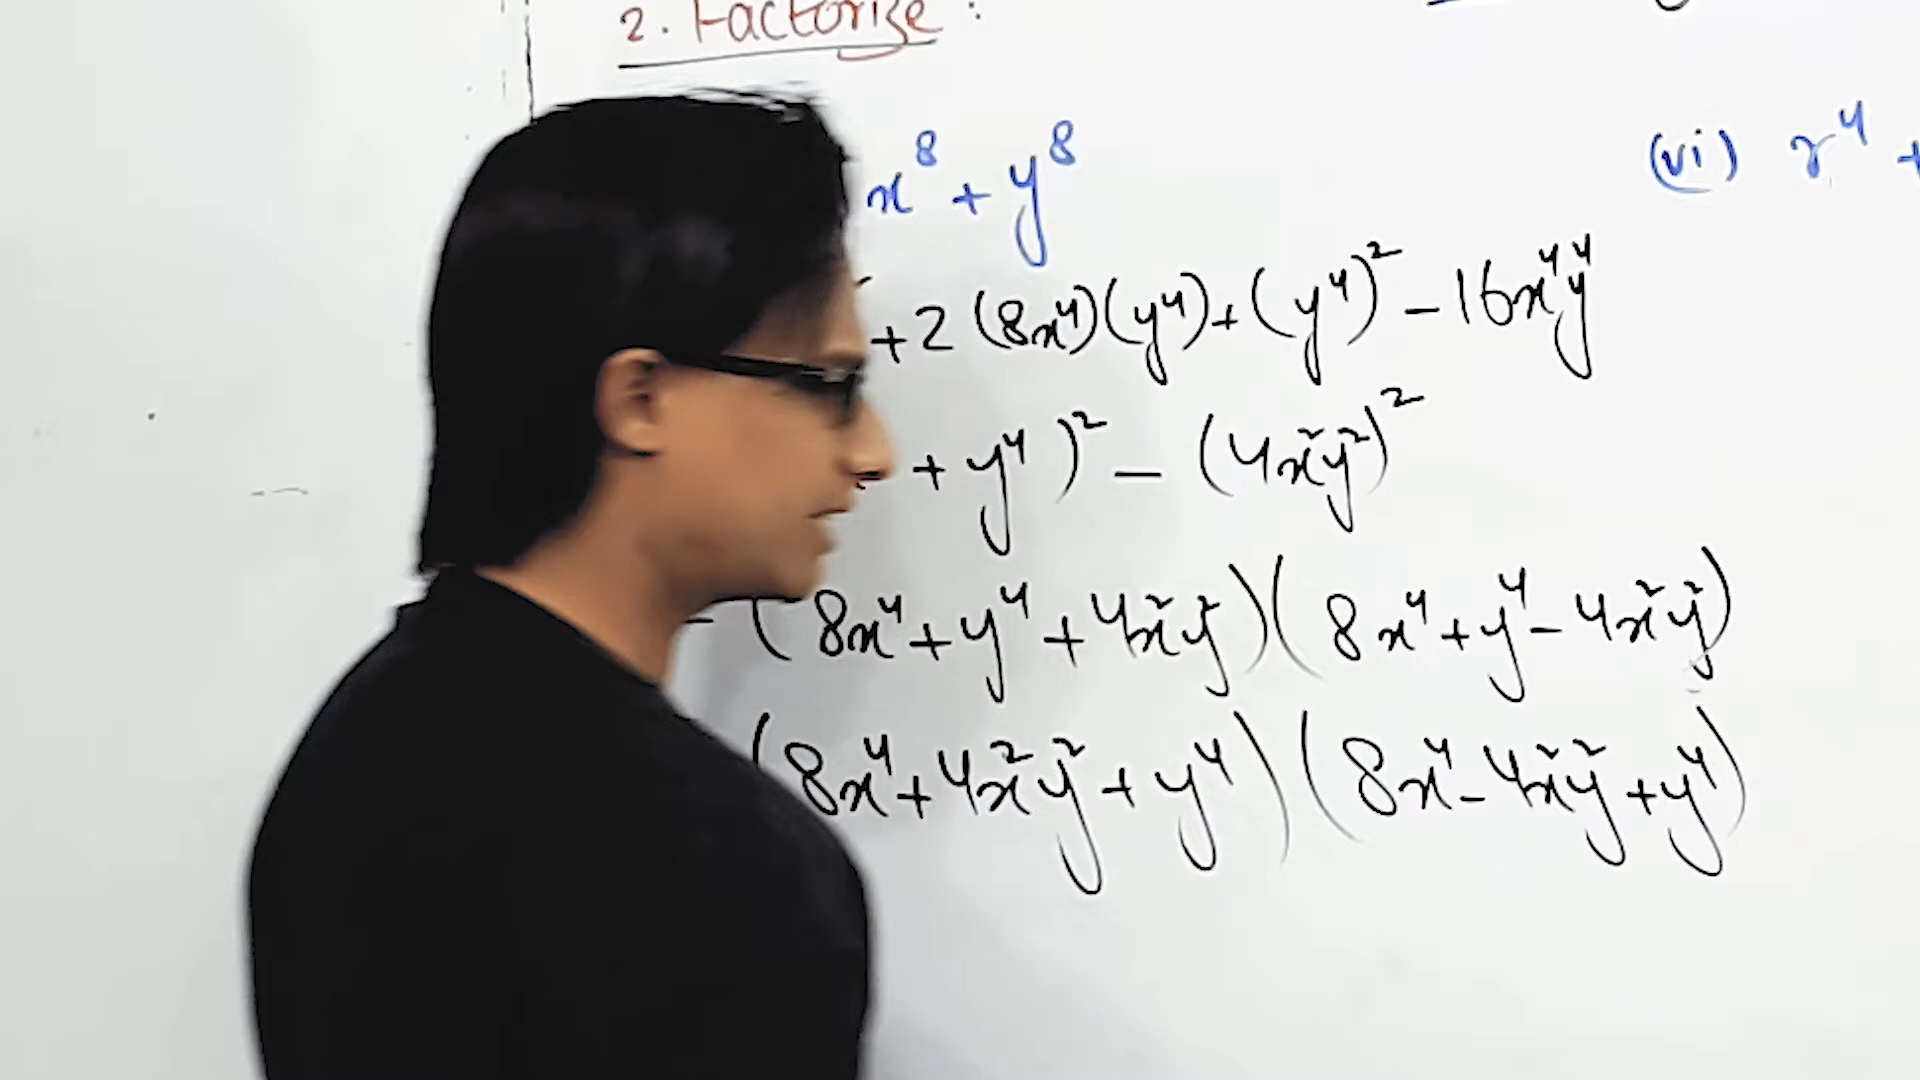 2. Factorize :
x⁸ + y⁸
(vi) x⁴ +
+ 2 (8x⁴)(y⁴) + (y⁴)² - 16x⁴y⁴
+ y⁴ )² - (4x²y²)²
(8x⁴ + y⁴ + 4x²y²)(8x⁴ + y⁴ - 4x²y²)
(8x⁴ + 4x²y² + y⁴)(8x⁴ - 4x²y² + y⁴)